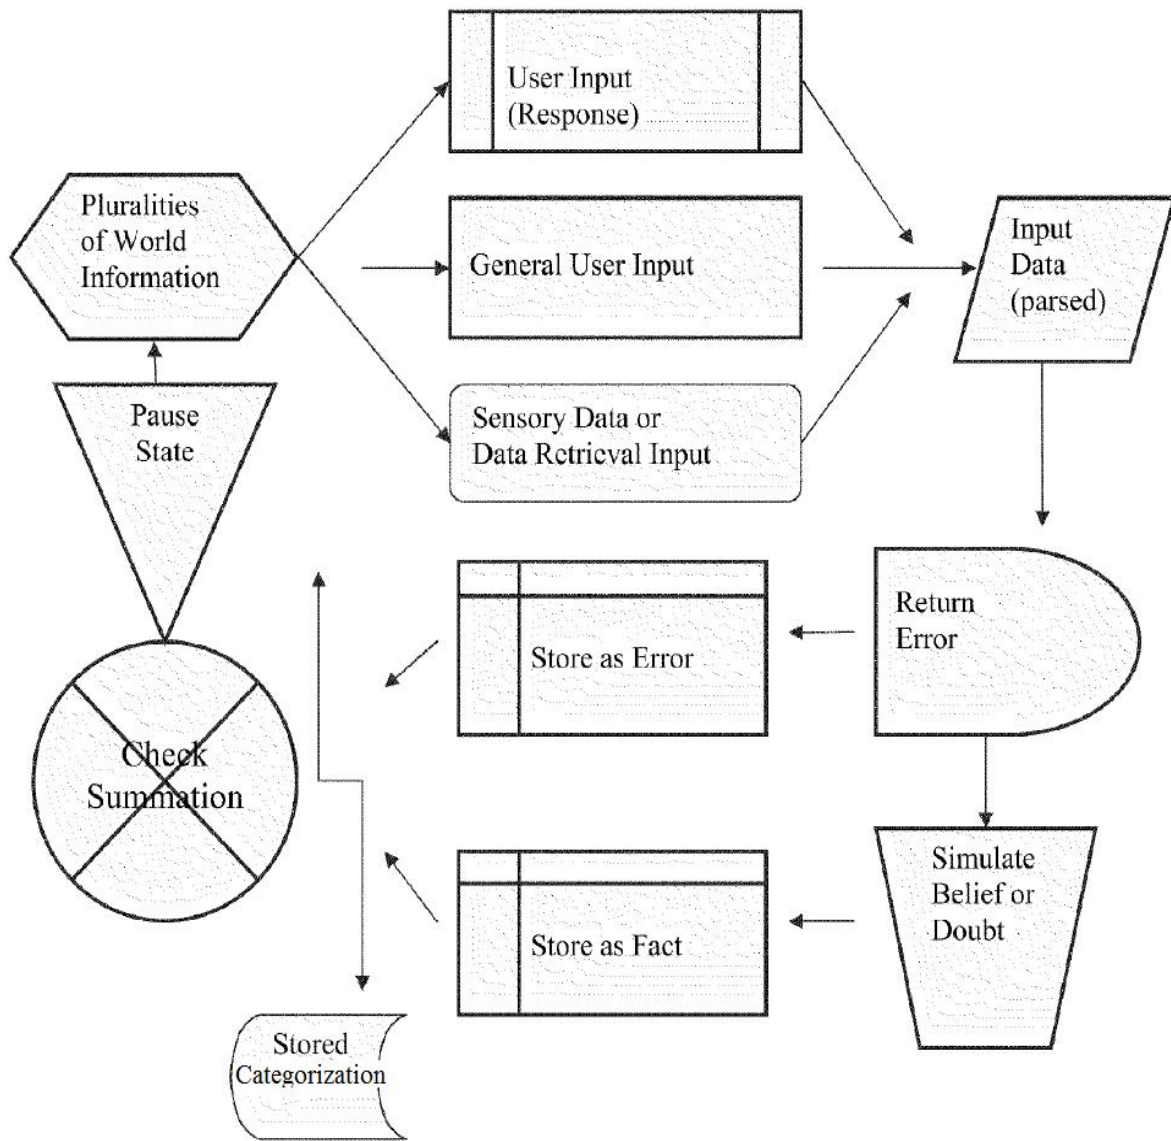 User Input
(Response)
Pluralities
of World
Information
General User Input
Input
Data
(parsed)
Pause
State
Sensory Data or
Data Retrieval Input
Return
Error
Store as Error
Check
Summation
Simulate
Belief or
Doubt
Store as Fact
Stored
Categorization